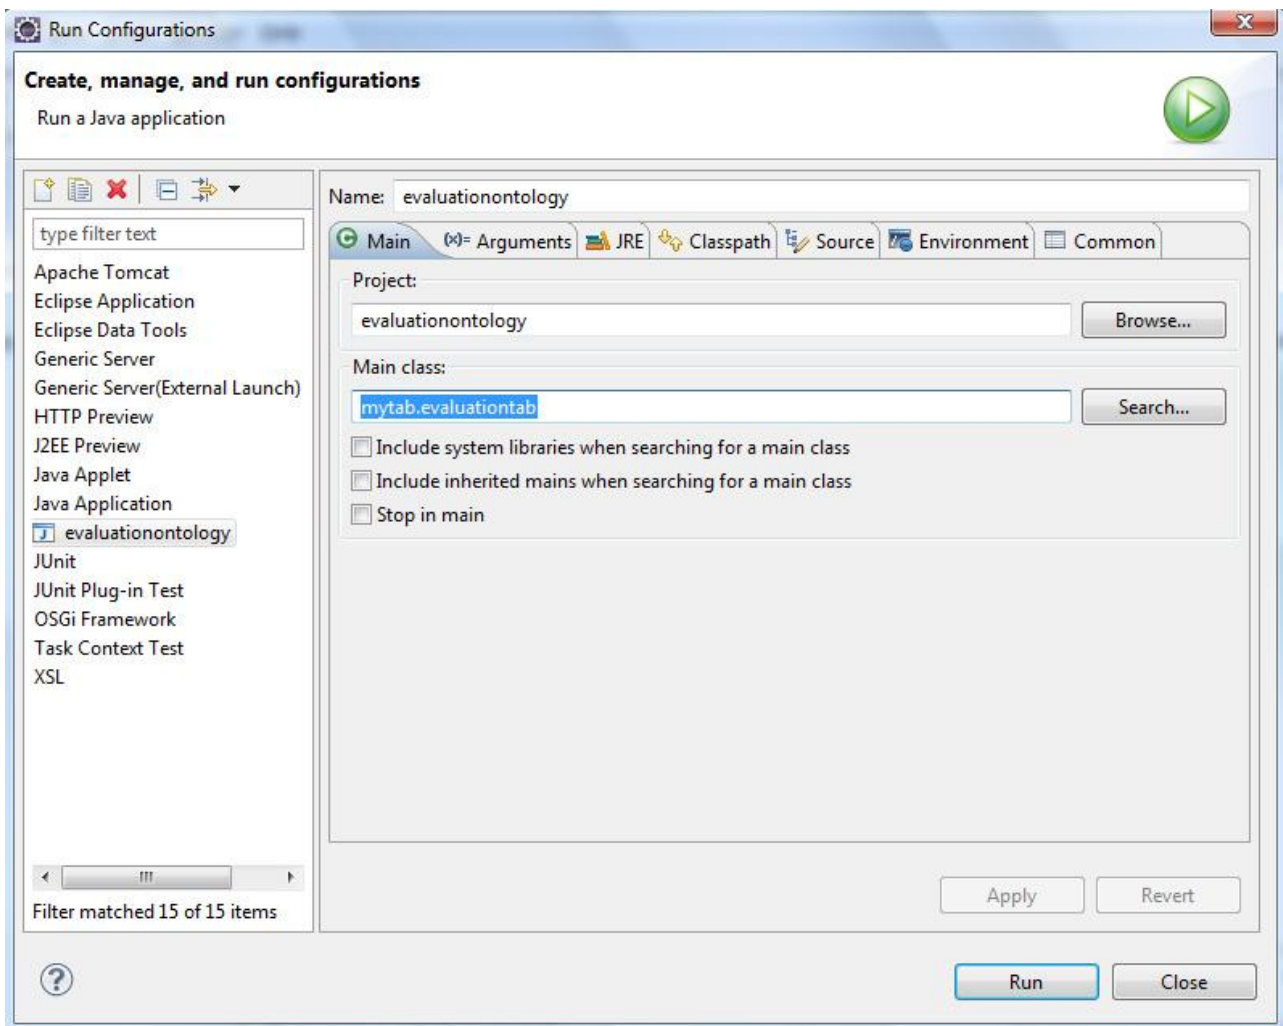 Run Configurations
Create, manage, and run configurations
Run a Java application
type filter text
Apache Tomcat
Eclipse Application
Eclipse Data Tools
Generic Server
Generic Server(External Launch)
HTTP Preview
J2EE Preview
Java Applet
Java Application
evaluationontology
JUnit
JUnit Plug-in Test
OSGi Framework
Task Context Test
XSL
Filter matched 15 of 15 items
Name: evaluationontology
Main (x)= Arguments JRE Classpath Source Environment Common
Project:
evaluationontology Browse...
Main class:
mytab.evaluationtab Search...
Include system libraries when searching for a main class
Include inherited mains when searching for a main class
Stop in main
Apply Revert
Run Close